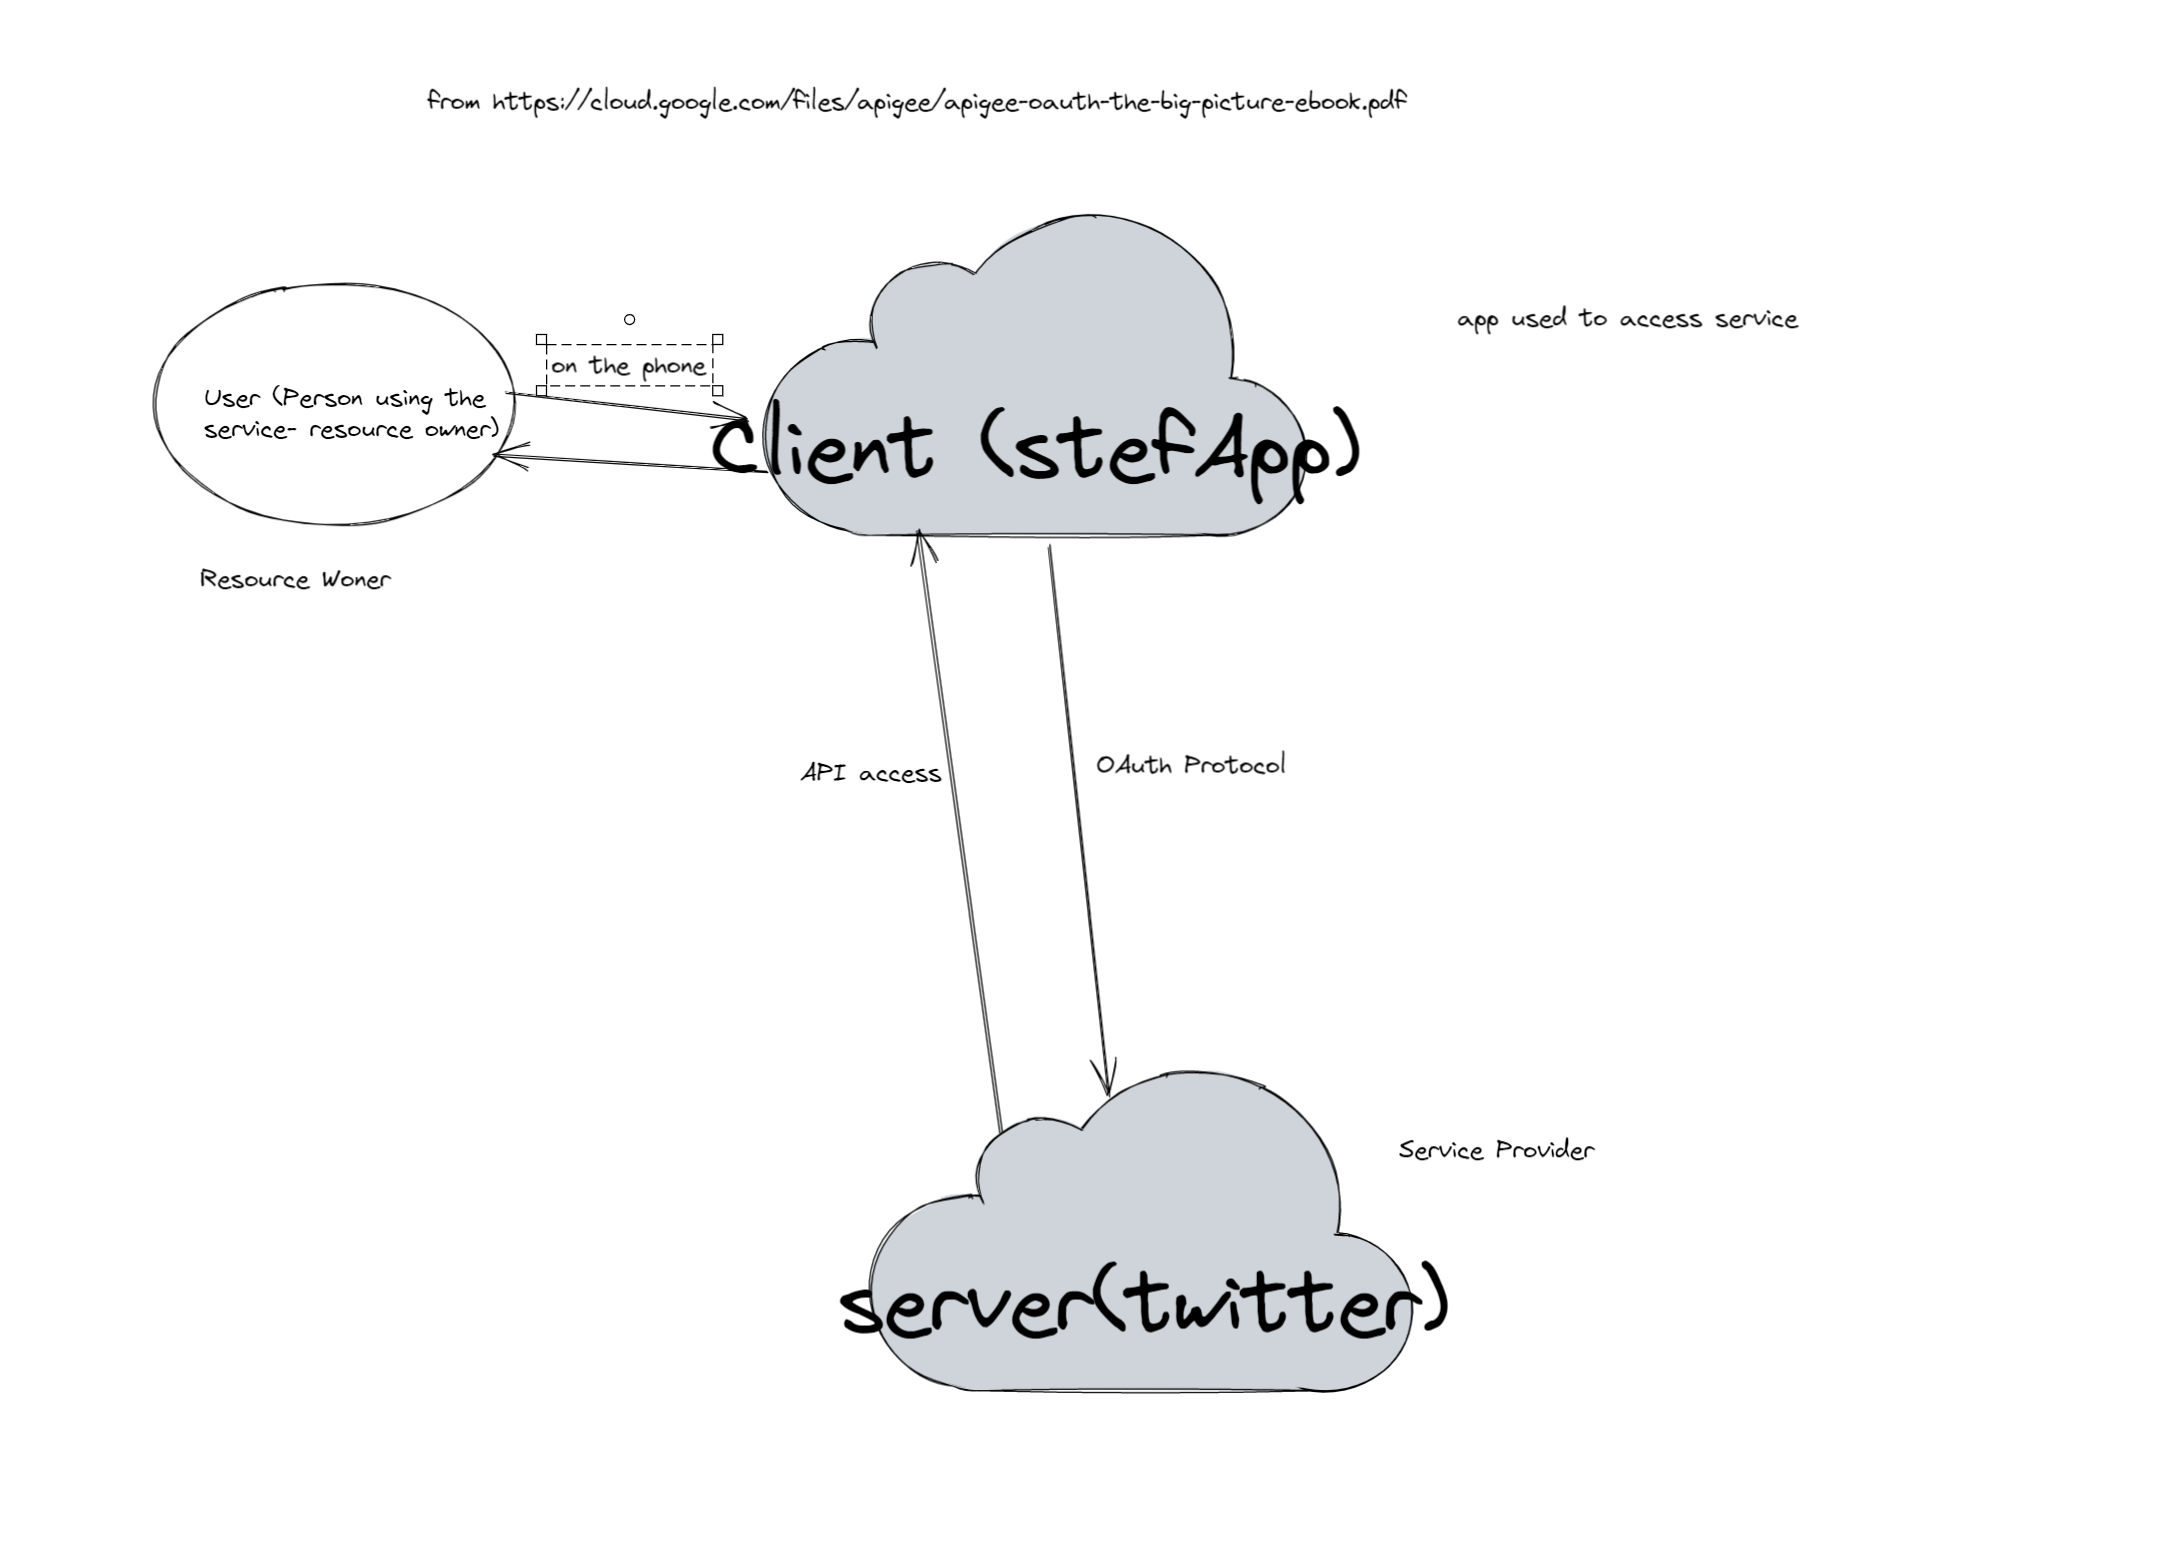 from https://cloud.google.com/files/apigee/apigee-oauth-the-big-picture-ebook.pdf
app used to access service
on the phone
User (Person using the
service- resource owner)
Client (stefApp)
Resource Woner
API access
OAuth Protocol
Service Provider
server(twitter)